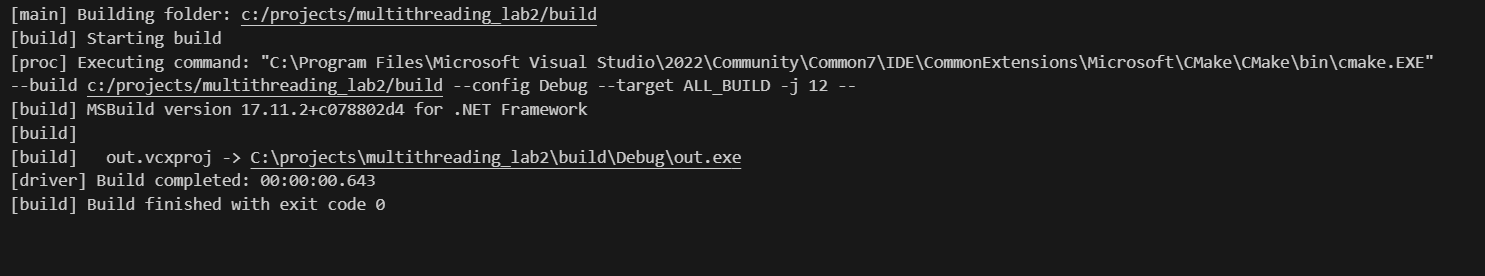 [main] Building folder: c:/projects/multithreading_lab2/build
[build] Starting build
[proc] Executing command: "C:\Program Files\Microsoft Visual Studio\2022\Community\Common7\IDE\CommonExtensions\Microsoft\CMake\CMake\bin\cmake.EXE"
--build c:/projects/multithreading_lab2/build --config Debug --target ALL_BUILD -j 12 --
[build] MSBuild version 17.11.2+c078802d4 for .NET Framework
[build]
[build]   out.vcxproj -> C:\projects\multithreading_lab2\build\Debug\out.exe
[driver] Build completed: 00:00:00.643
[build] Build finished with exit code 0